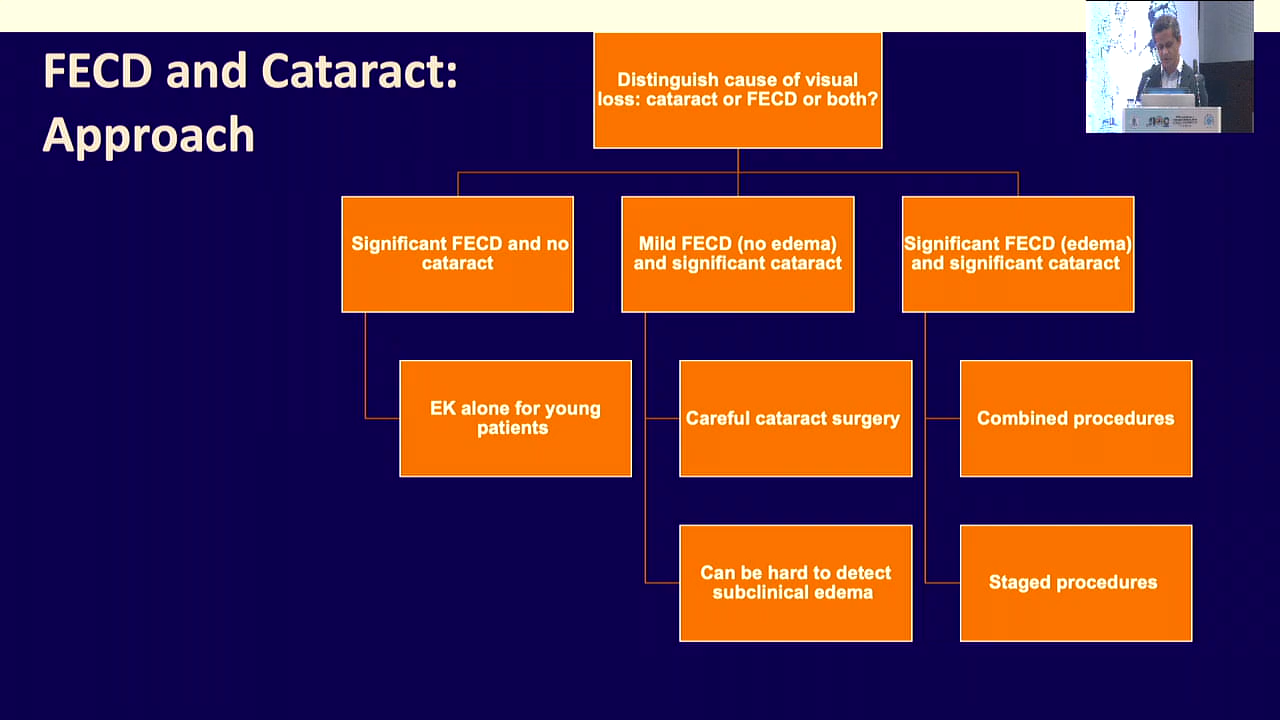 FECD and Cataract:
Approach
Distinguish cause of visual
loss: cataract or FECD or both?
Significant FECD and no
cataract
EK alone for young
patients
Mild FECD (no edema)
and significant cataract
Careful cataract surgery
Can be hard to detect
subclinical edema
Significant FECD (edema)
and significant cataract
Combined procedures
Staged procedures